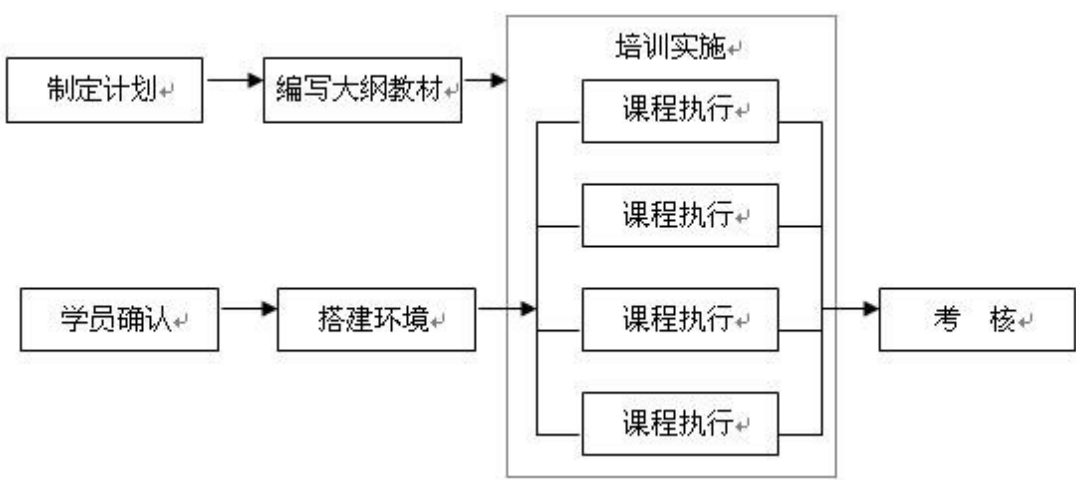 培训实施
制定计划
编写大纲教材
课程执行
课程执行
学员确认
搭建环境
课程执行
考 核
课程执行